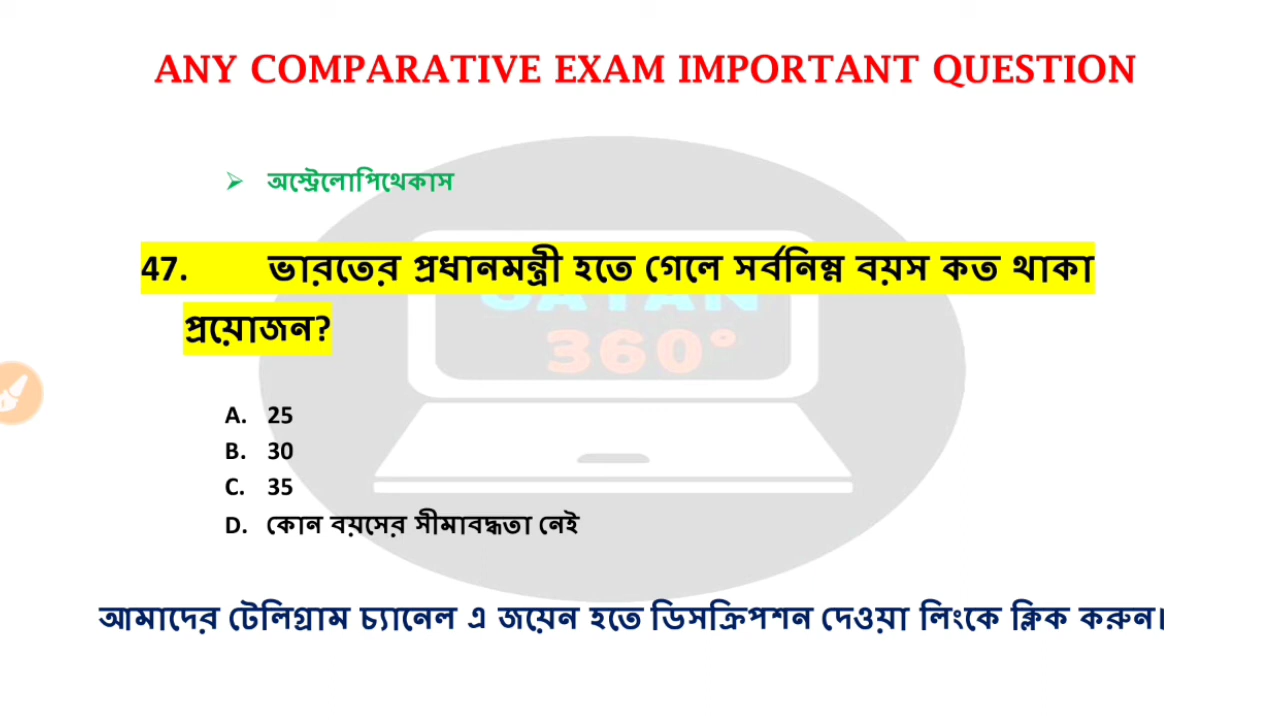 ANY COMPARATIVE EXAM IMPORTANT QUESTION
➢ অস্ট্রেলোপিথেকাস
47. ভারতের প্রধানমন্ত্রী হতে গেলে সর্বনিম্ন বয়স কত থাকা
প্রয়োজন?
360°
A. 25
B. 30
C. 35
D. কোন বয়সের সীমাবদ্ধতা নেই
আমাদের টেলিগ্রাম চ্যানেল এ জয়েন হতে ডিসক্রিপশন দেওয়া লিংকে ক্লিক করুন।